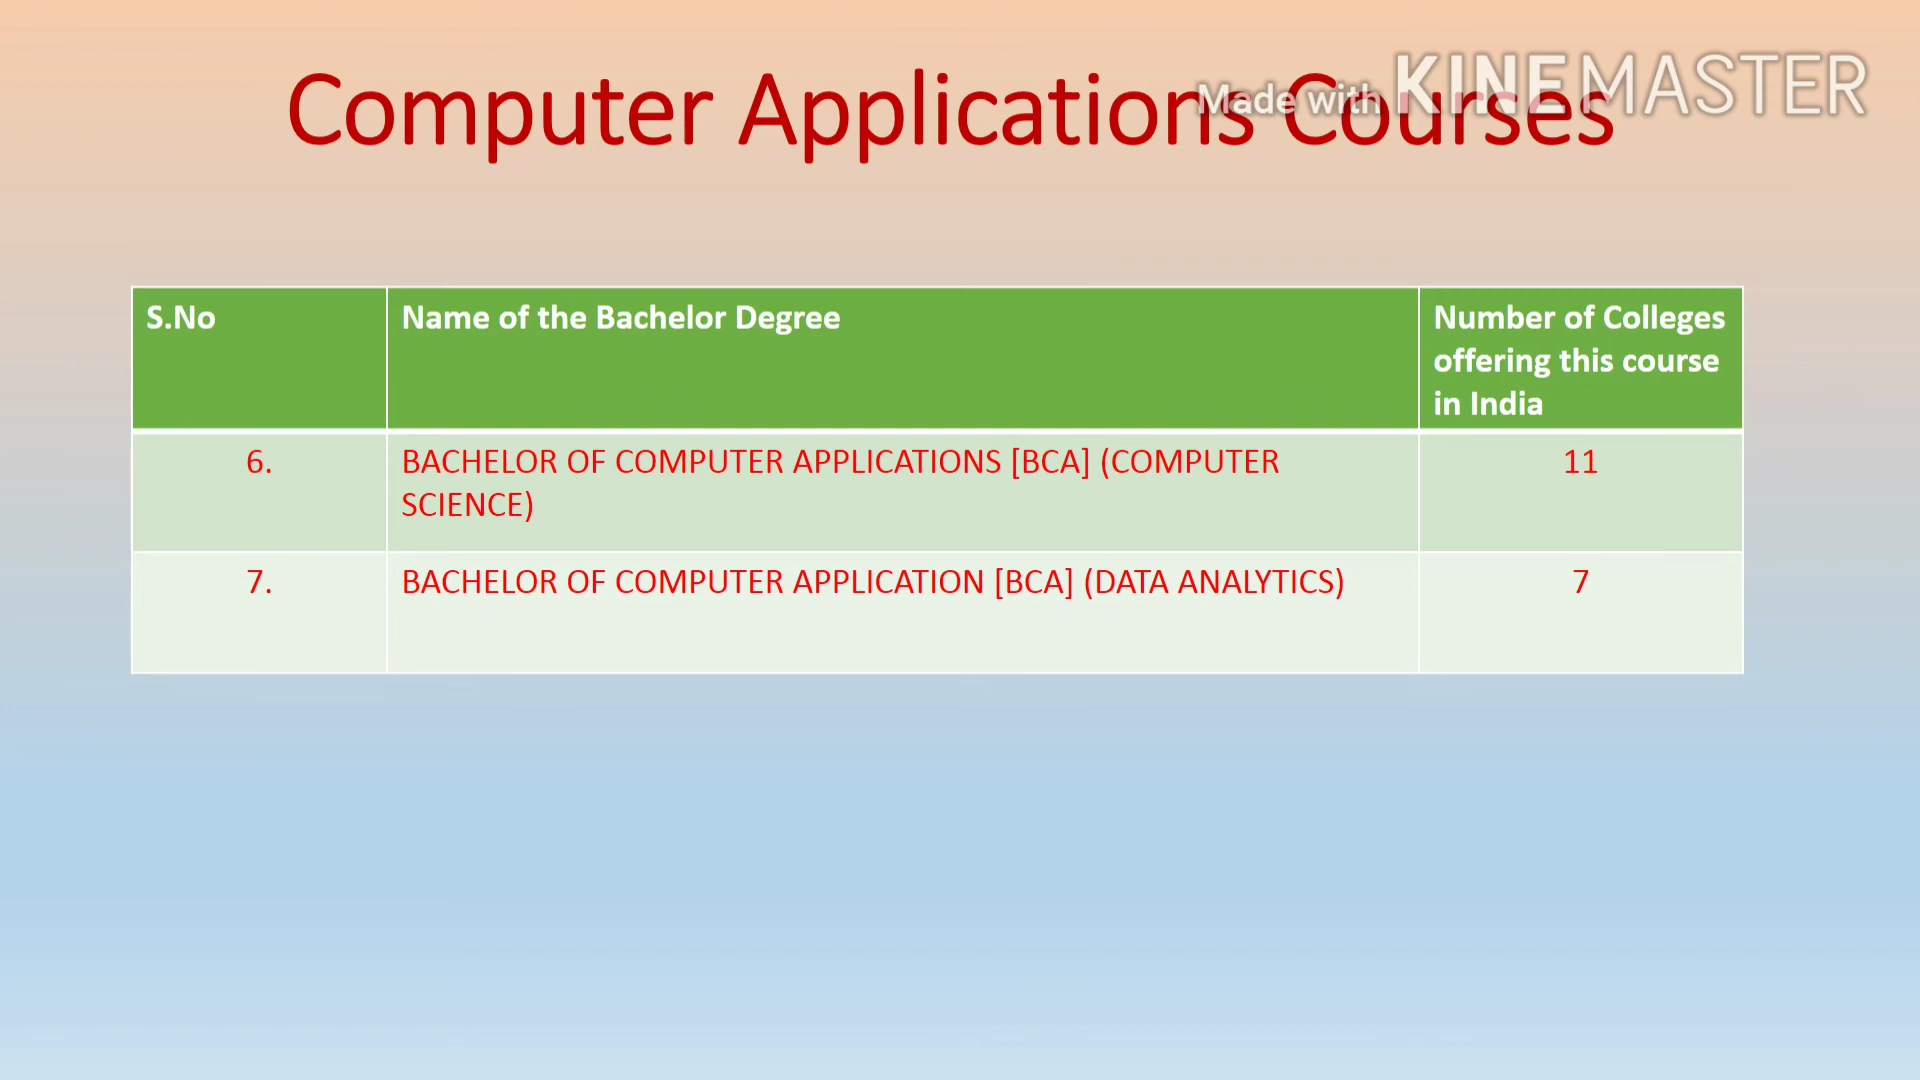 Computer Applications Courses
Made with KINEMASTER
S.No
Name of the Bachelor Degree
Number of Colleges
offering this course
in India
6.
BACHELOR OF COMPUTER APPLICATIONS [BCA] (COMPUTER
SCIENCE)
11
7.
BACHELOR OF COMPUTER APPLICATION [BCA] (DATA ANALYTICS)
7